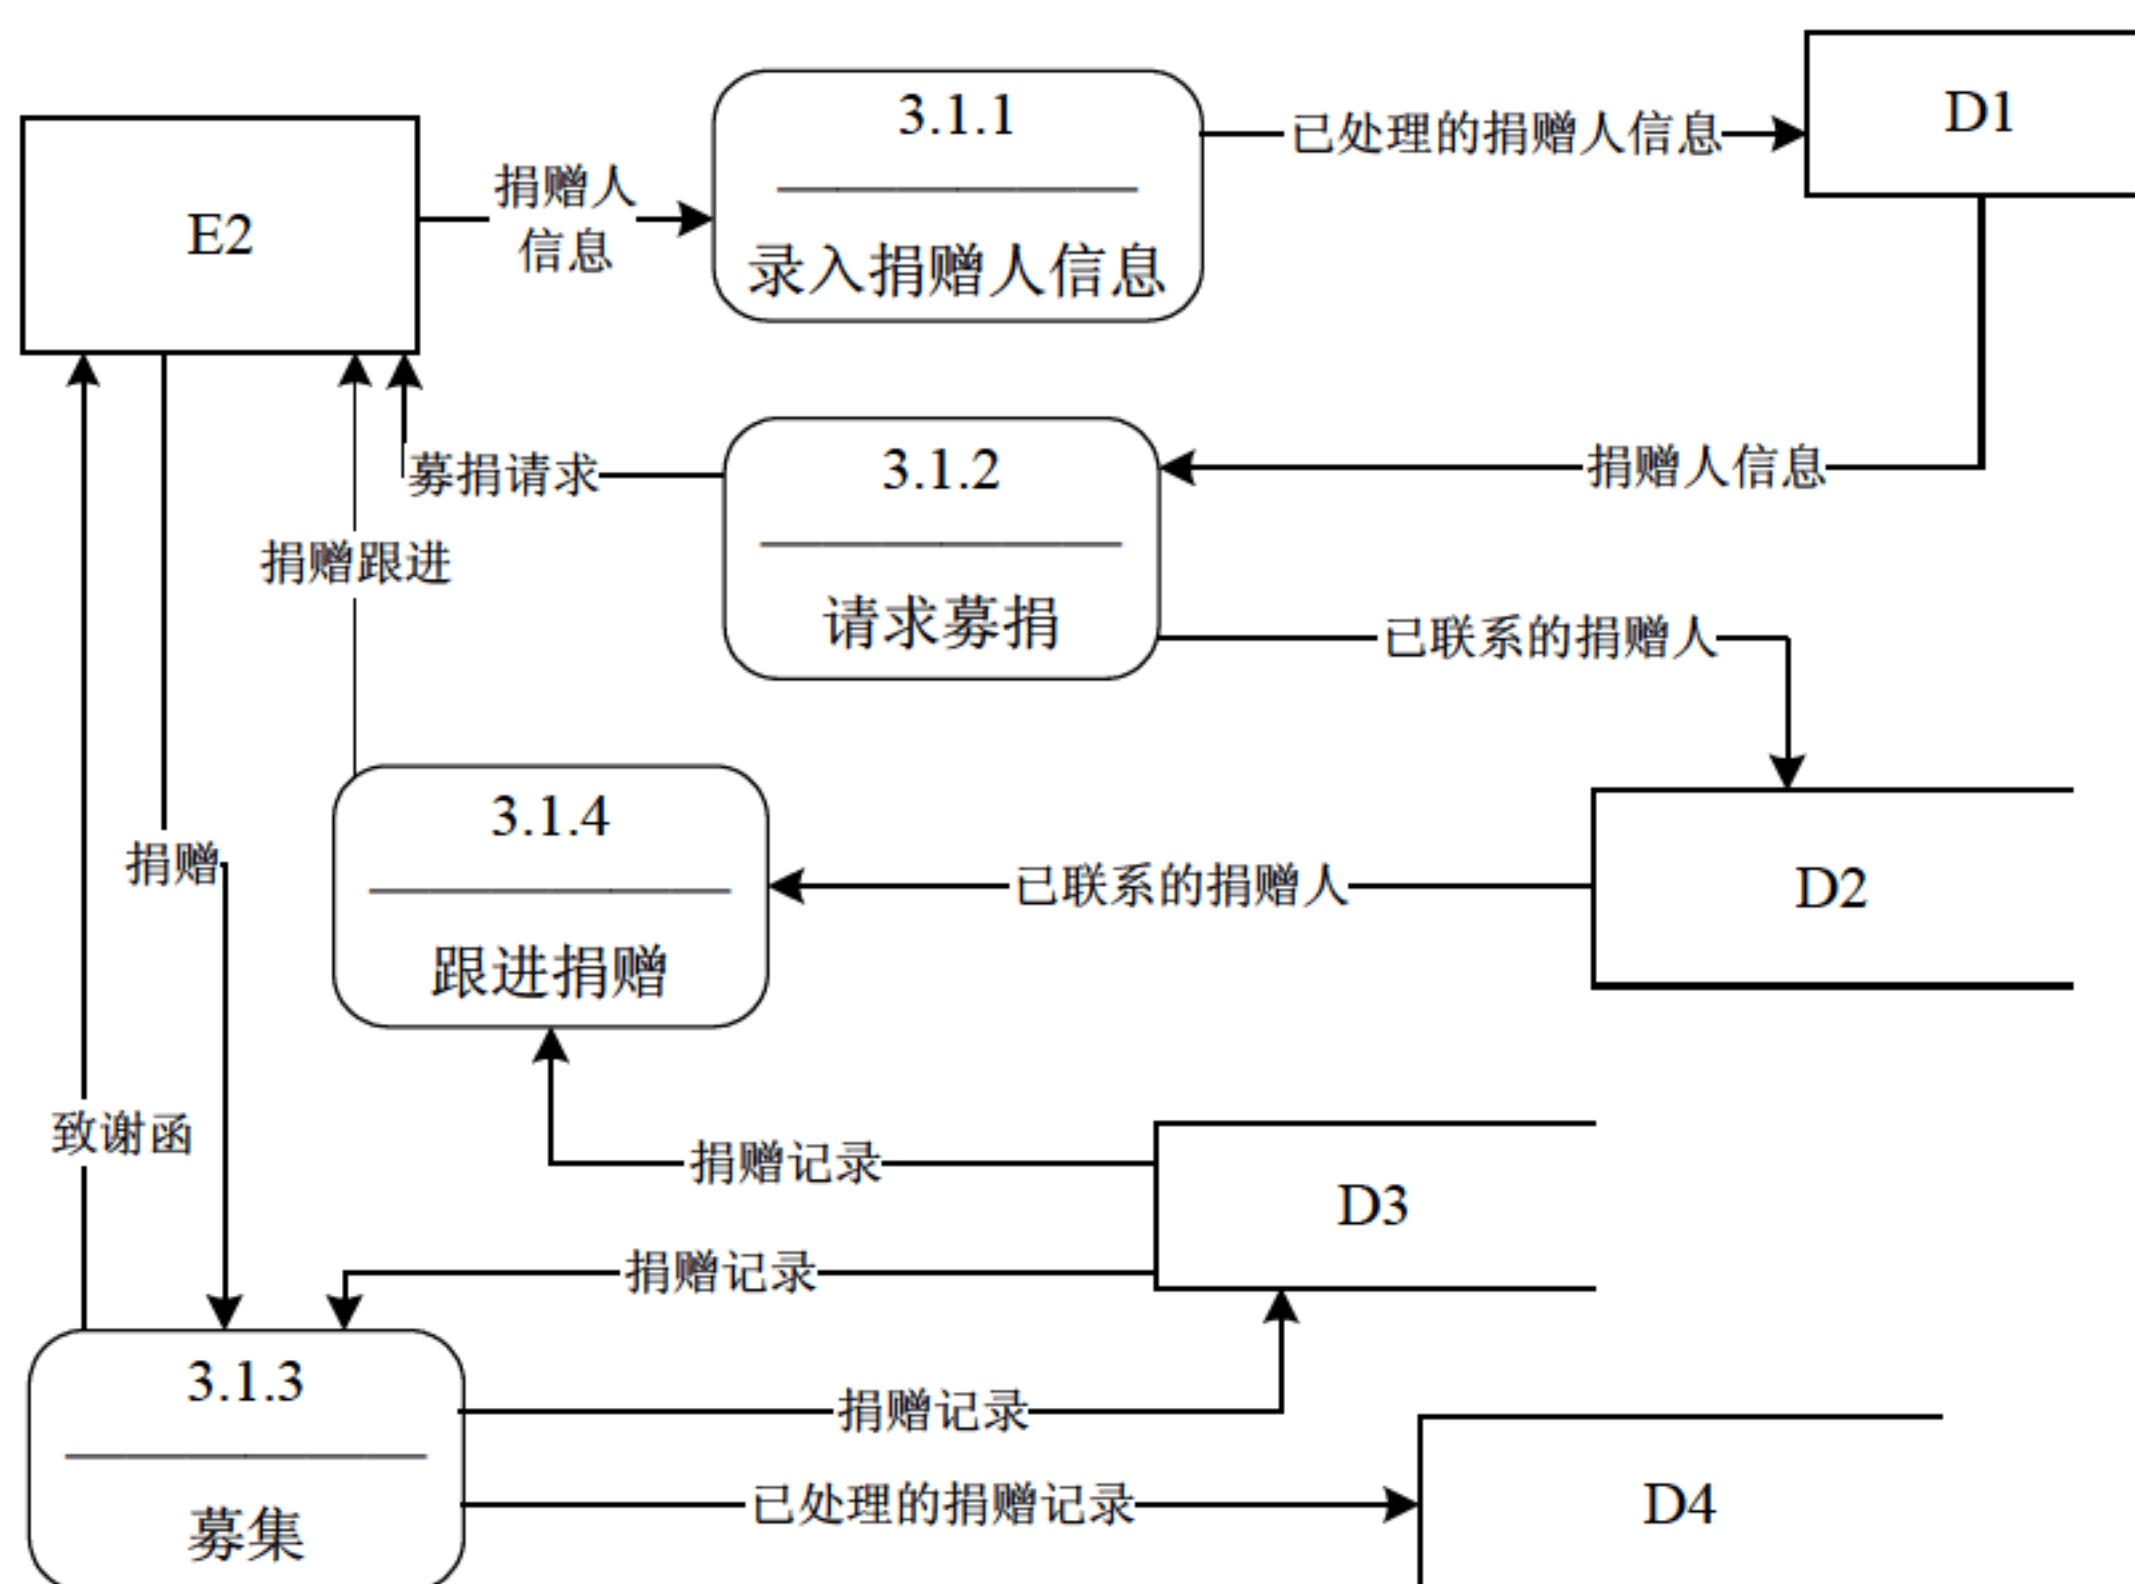 3.1.1
D1
已处理的捐赠人信息
捐赠人
信息
E2
录入捐赠人信息
3.1.2
募捐请求
捐赠人信息
捐赠跟进
请求募捐
已联系的捐赠人
3.1.4
捐赠
已联系的捐赠人
D2
跟进捐赠
致谢函
捐赠记录
D3
捐赠记录
3.1.3
捐赠记录
已处理的捐赠记录
D4
募集